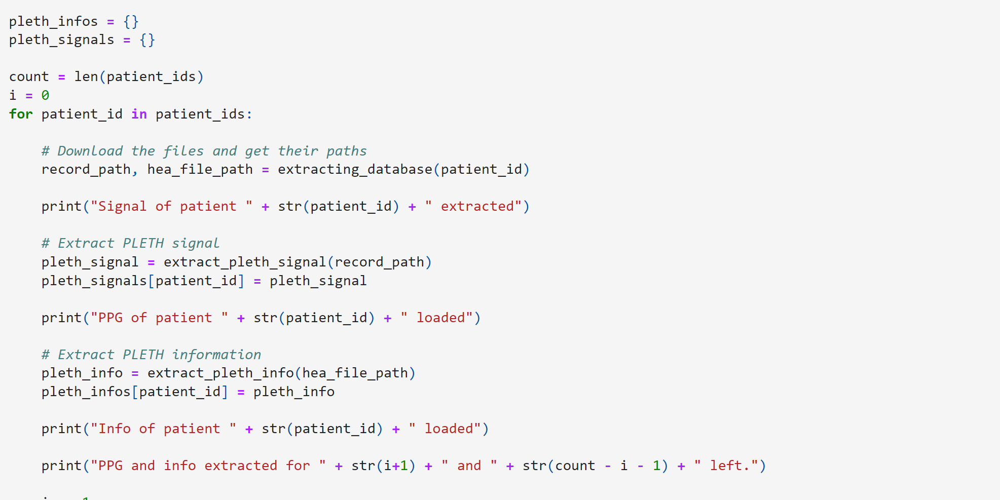 pleth_infos = {}
pleth_signals = {}
count = len(patient_ids)
i = 0
for patient_id in patient_ids:
# Download the files and get their paths
record_path, hea_file_path = extracting_database(patient_id)
print("Signal of patient " + str(patient_id) + " extracted")
# Extract PLETH signal
pleth_signal = extract_pleth_signal(record_path)
pleth_signals[patient_id] = pleth_signal
print("PPG of patient " + str(patient_id) + " loaded")
# Extract PLETH information
pleth_info = extract_pleth_info(hea_file_path)
pleth_infos[patient_id] = pleth_info
print("Info of patient " + str(patient_id) + " loaded")
print("PPG and info extracted for " + str(i+1) + " and " + str(count - i - 1) + " left.")